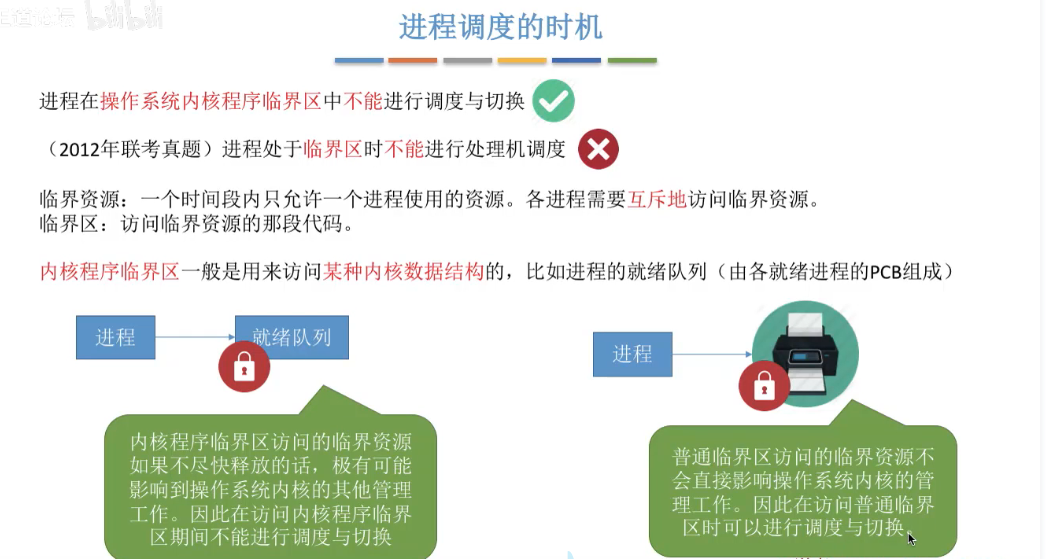 进程调度的时机
进程在操作系统内核程序临界区中不能进行调度与切换
（2012年联考真题）进程处于临界区时不能进行处理机调度
临界资源：一个时间段内只允许一个进程使用的资源。各进程需要互斥地访问临界资源。
临界区：访问临界资源的那段代码。
内核程序临界区一般是用来访问某种内核数据结构的，比如进程的就绪队列（由各就绪进程的PCB组成）
进程
就绪队列
内核程序临界区访问的临界资源
如果不尽快释放的话，极有可能
影响到操作系统内核的其他管理
工作。因此在访问内核程序临界
区期间不能进行调度与切换
进程
普通临界区访问的临界资源不
会直接影响操作系统内核的管
理工作。因此在访问普通临界
区时可以进行调度与切换。